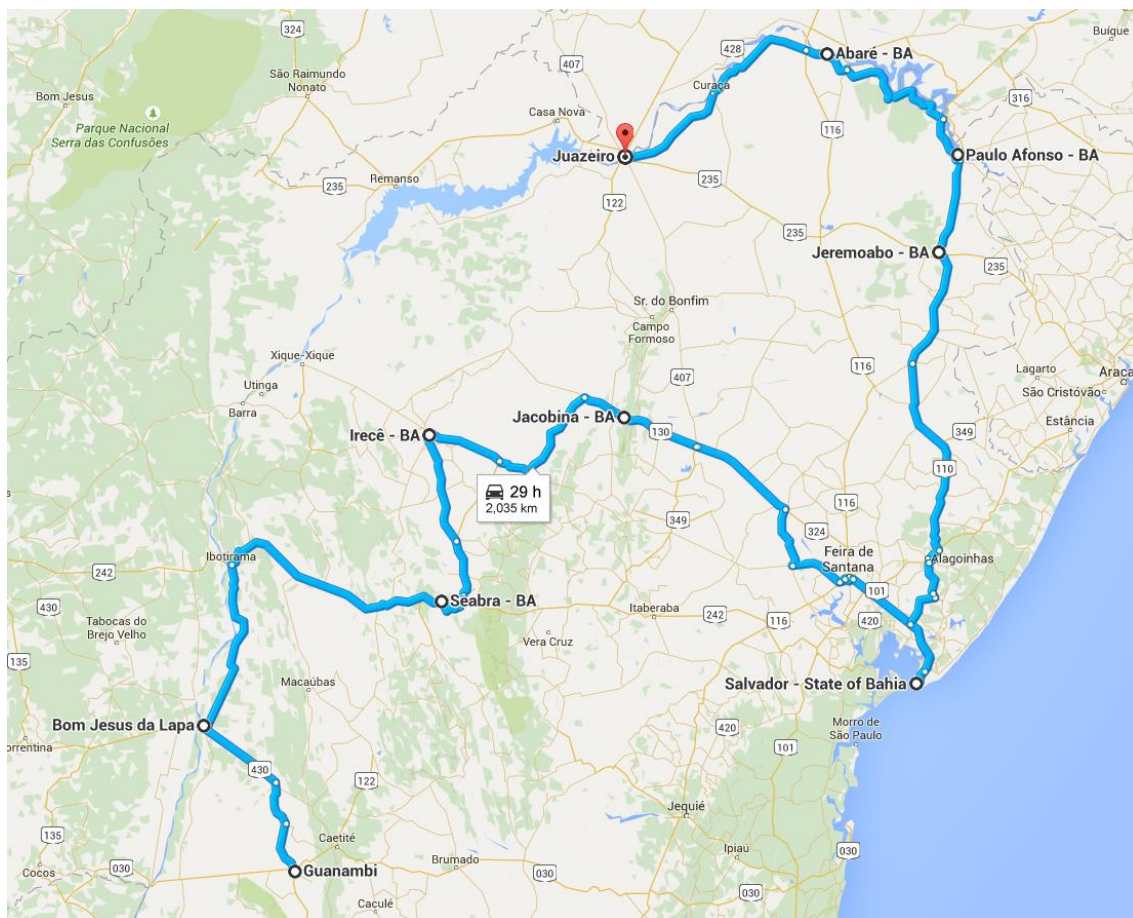 324
Buíque
407
428
Abaré - BA
São Raimundo
Nonato
Bom Jesus
Curaçá
Casa Nova
316
Parque Nacional
Serra das Confusões
116
Juazeiro
Paulo Afonso - BA
Remanso
235
235
122
235
Jeremoabo - BA
235
Sr. do Bonfim
Campo
Formoso
Xique-Xique
407
116
Lagarto
Araca
São Cristóvão
Utinga
Barra
Jacobina - BA
Estância
Irecê - BA
130
349
110
29 h
2,035 km
116
349
324
Ibotirama
Feira de
Santana
Alagoinhas
242
101
430
Seabra - BA
Itaberaba
242
116
420
Tabocas do
Brejo Velho
Vera Cruz
135
Macaúbas
Salvador - State of Bahia
Bom Jesus da Lapa
420
Morro de
São Paulo
orrentina
101
430
122
Jequié
135
Caetité
030
Ipiaú
030
Brumado
030
Cocos
Guanambi
030
030
Caculé